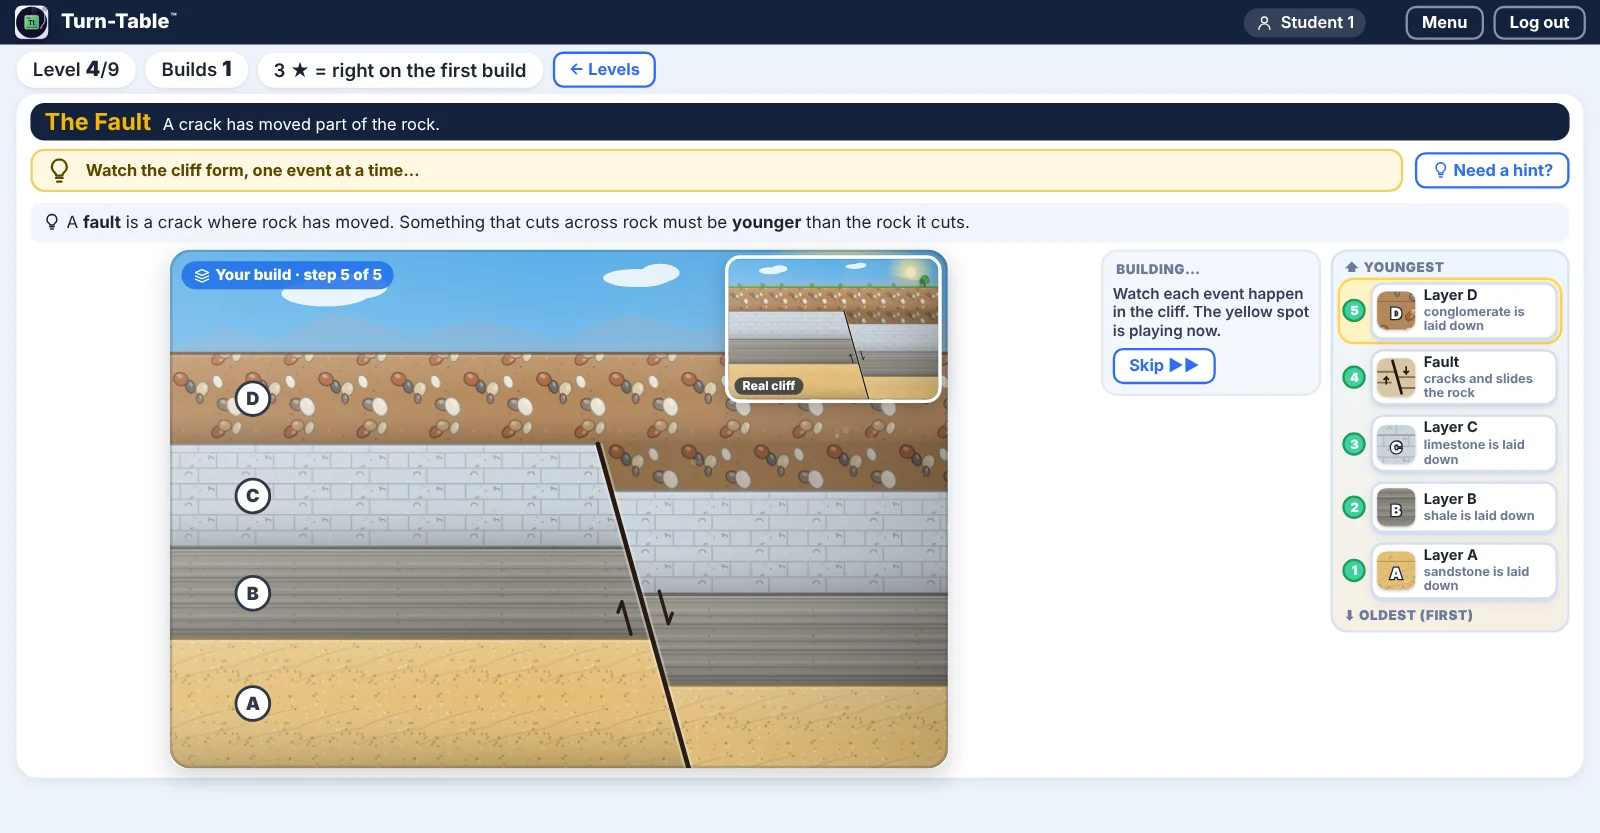 Turn-Table™
Student 1
Menu
Log out
Level 4/9
Builds 1
3 ★ = right on the first build
← Levels
The Fault A crack has moved part of the rock.
Watch the cliff form, one event at a time...
Need a hint?
A fault is a crack where rock has moved. Something that cuts across rock must be younger than the rock it cuts.
Your build · step 5 of 5
Real cliff
D
C
B
A
BUILDING...
Watch each event happen
in the cliff. The yellow spot
is playing now.
Skip ▶▶
YOUNGEST
5
D
Layer D
conglomerate is
laid down
4
Fault
cracks and slides
the rock
3
C
Layer C
limestone is laid
down
2
B
Layer B
shale is laid down
1
A
Layer A
sandstone is laid
down
OLDEST (FIRST)